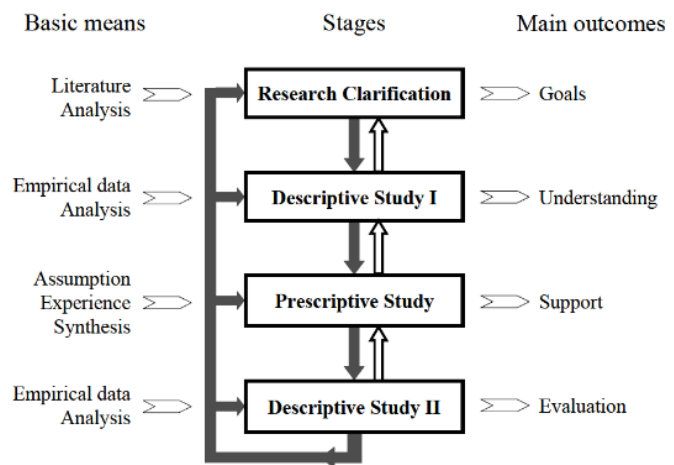 Basic means
Stages
Main outcomes
Literature
Analysis
Research Clarification
Goals
Empirical data
Analysis
Descriptive Study I
Understanding
Assumption
Experience
Synthesis
Prescriptive Study
Support
Empirical data
Analysis
Descriptive Study II
Evaluation